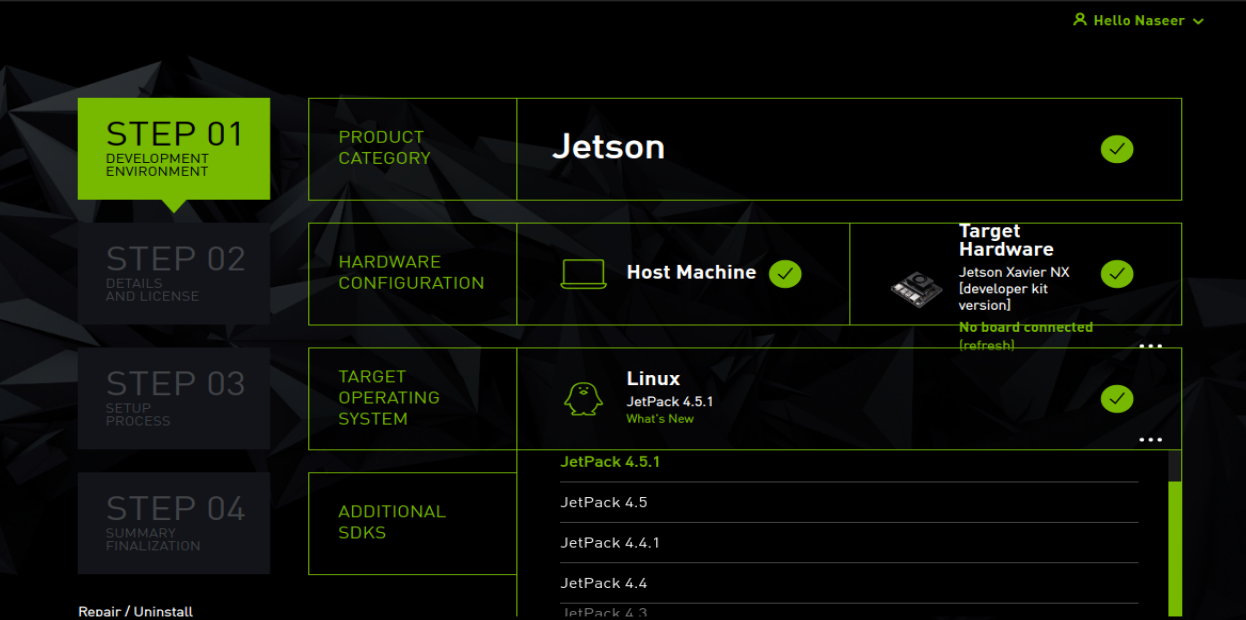 Hello Naseer
STEP 01
DEVELOPMENT
ENVIRONMENT
PRODUCT
CATEGORY
Jetson
STEP 02
DETAILS
AND LICENSE
HARDWARE
CONFIGURATION
Host Machine
Target
Hardware
Jetson Xavier NX
[developer kit
version]
No board connected
[refresh]
...
STEP 03
SETUP
PROCESS
TARGET
OPERATING
SYSTEM
Linux
JetPack 4.5.1
What's New
...
STEP 04
SUMMARY
FINALIZATION
ADDITIONAL
SDKS
JetPack 4.5.1
JetPack 4.5
JetPack 4.4.1
JetPack 4.4
JetPack 4.3
Repair / Uninstall